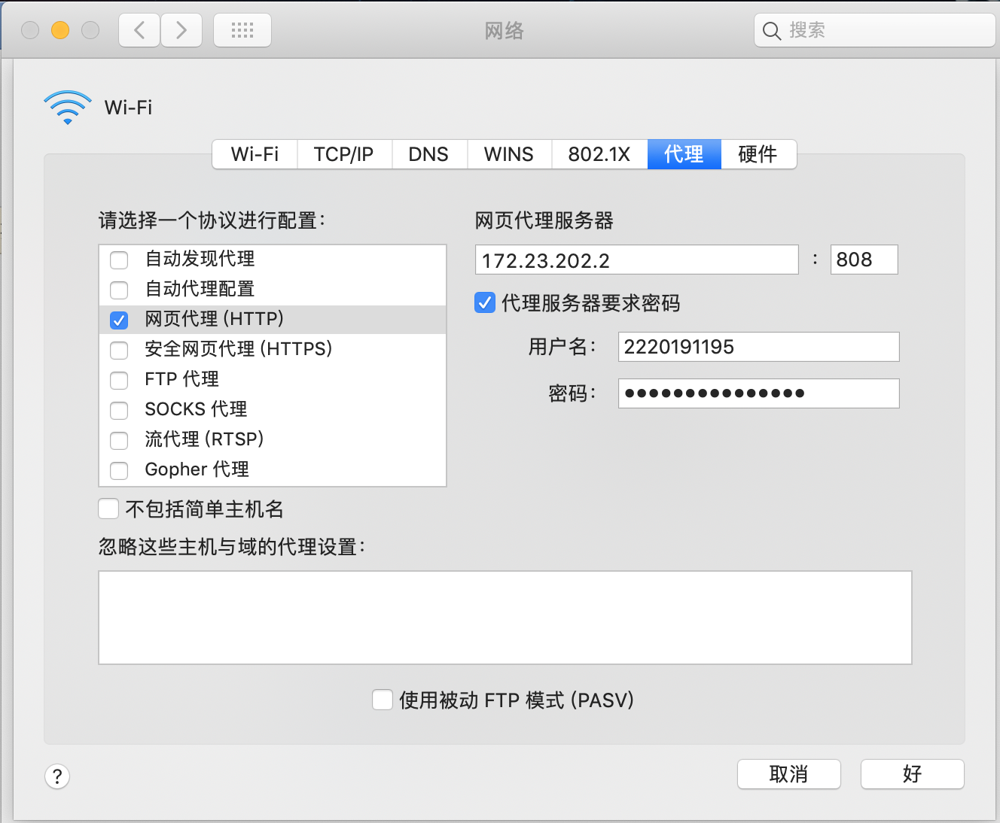 网络
搜索
Wi-Fi
Wi-Fi TCP/IP DNS WINS 802.1X 代理 硬件
请选择一个协议进行配置：
自动发现代理
自动代理配置
网页代理 (HTTP)
安全网页代理 (HTTPS)
FTP 代理
SOCKS 代理
流代理 (RTSP)
Gopher 代理
不包括简单主机名
网页代理服务器
172.23.202.2 : 808
代理服务器要求密码
用户名： 2220191195
密码： ●●●●●●●●●●●●●●●
忽略这些主机与域的代理设置：
使用被动 FTP 模式 (PASV)
?
取消
好